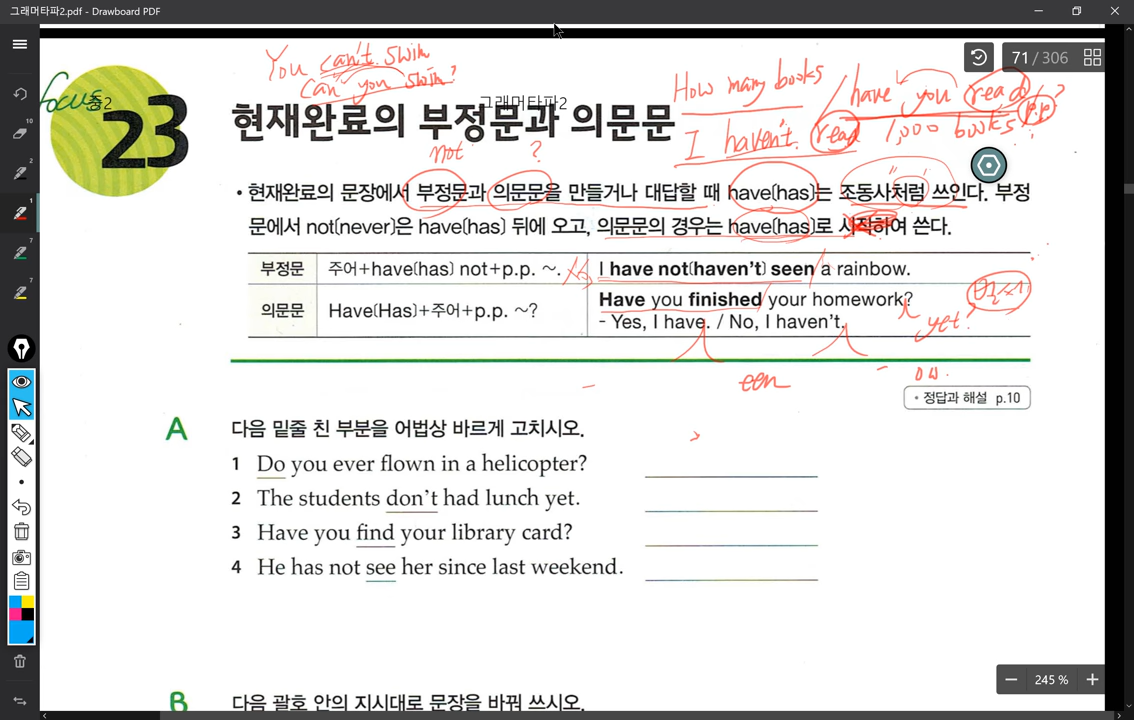 그래머타파2.pdf - Drawboard PDF
71 / 306
You can't swim
Can you swim?
How many books / have you read?
I haven't read 1,000 books
p.p
focus
중2
23
그래머타파2
현재완료의 부정문과 의문문
not
?
• 현재완료의 문장에서 부정문과 의문문을 만들거나 대답할 때 have(has)는 조동사처럼 쓰인다. 부정
문에서 not(never)은 have(has) 뒤에 오고, 의문문의 경우는 have(has)로 시작하여 쓴다.
부정문 주어+have(has) not+p.p. ~. I have not(haven't) seen a rainbow.
의문문 Have(Has)+주어+p.p. ~? Have you finished your homework?
- Yes, I have. / No, I haven't.
yet?
een
• 정답과 해설 p.10
A 다음 밑줄 친 부분을 어법상 바르게 고치시오.
1 Do you ever flown in a helicopter?
2 The students don't had lunch yet.
3 Have you find your library card?
4 He has not see her since last weekend.
245 %
B 다음 괄호 안의 지시대로 문장을 바꿔 쓰시오.